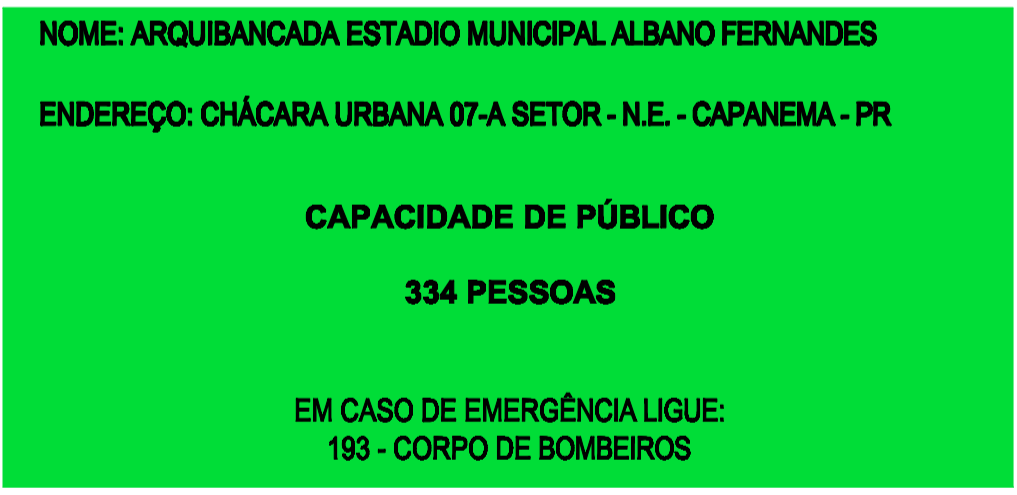 NOME: ARQUIBANCADA ESTADIO MUNICIPAL ALBANO FERNANDES
ENDEREÇO: CHÁCARA URBANA 07-A SETOR - N.E. - CAPANEMA - PR
CAPACIDADE DE PÚBLICO
334 PESSOAS
EM CASO DE EMERGÊNCIA LIGUE:
193 - CORPO DE BOMBEIROS